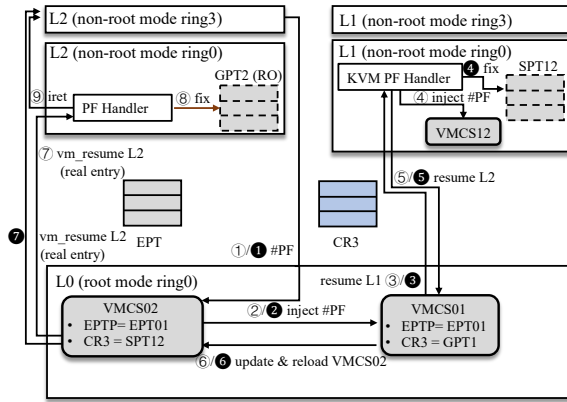 L2 (non-root mode ring3)
L2 (non-root mode ring0)
GPT2 (RO)
⑨ iret
PF Handler
⑧ fix
⑦ vm_resume L2
(real entry)
EPT
❼
vm_resume L2
(real entry)
①/❶ #PF
L1 (non-root mode ring3)
L1 (non-root mode ring0)
KVM PF Handler
❹ fix
SPT12
④ inject #PF
VMCS12
⑤/❺ resume L2
CR3
resume L1 ③/❸
L0 (root mode ring0)
VMCS02
• EPTP= EPT01
• CR3 = SPT12
②/❷ inject #PF
VMCS01
• EPTP= EPT01
• CR3 = GPT1
⑥/❻ update & reload VMCS02